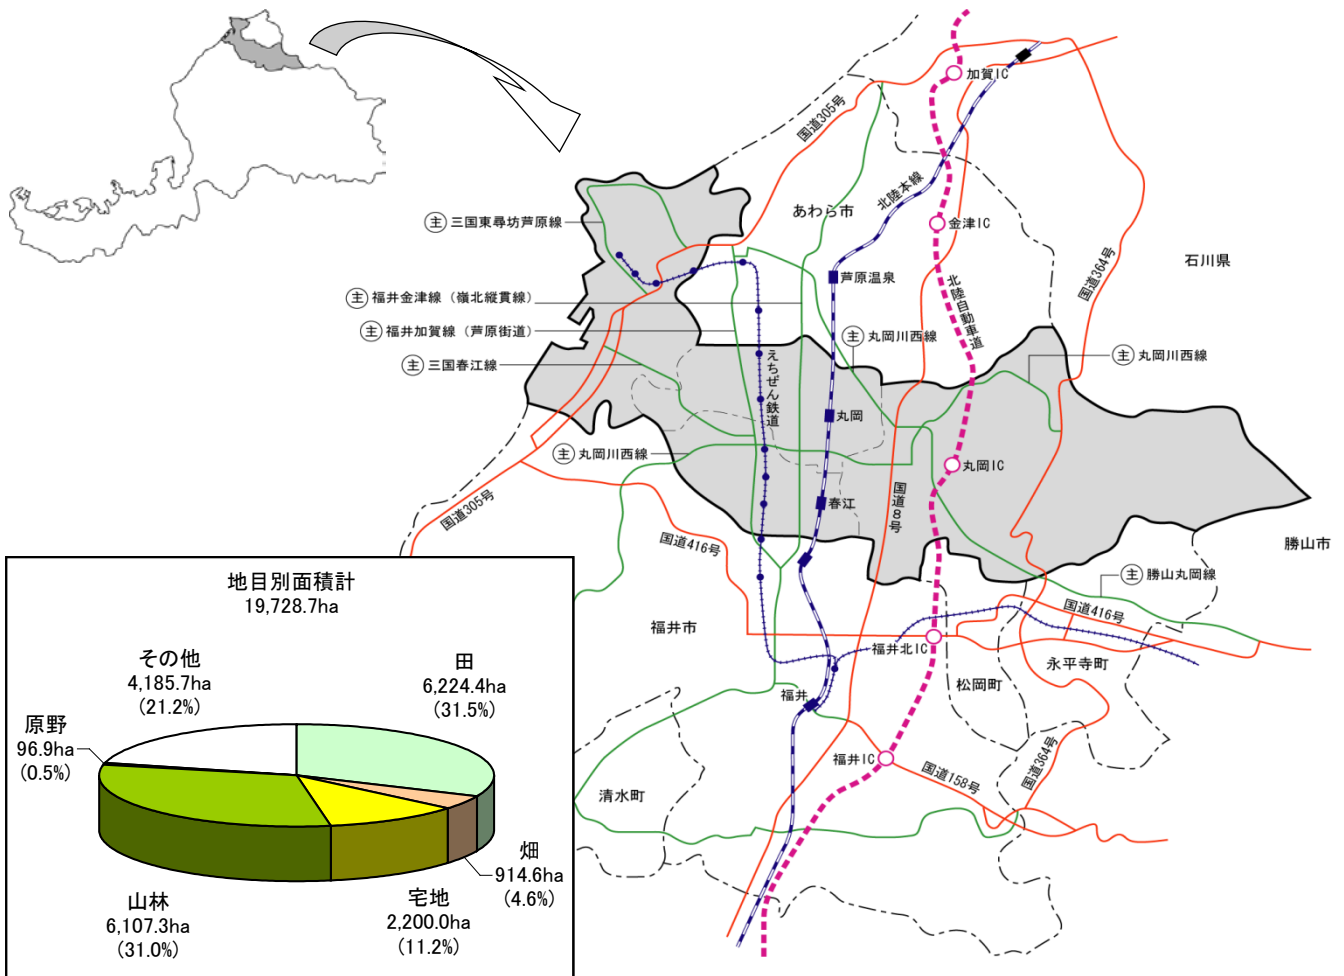 加賀IC
国道305号
北陸本線
あわら市
主 三国東尋坊芦原線
金津IC
石川県
国道364号
芦原温泉
北陸自動車道
主 福井金津線（嶺北縦貫線）
主 福井加賀線（芦原街道）
主 丸岡川西線
主 丸岡川西線
主 三国春江線
えちぜん鉄道
丸岡
主 丸岡川西線
丸岡IC
国道305号
春江
国道8号
国道416号
勝山市
主 勝山丸岡線
国道416号
福井市
福井北IC
永平寺町
松岡町
福井
福井IC
国道158号
国道364号
清水町
地目別面積計
19,728.7ha
その他
4,185.7ha
(21.2%)
田
6,224.4ha
(31.5%)
原野
96.9ha
(0.5%)
畑
914.6ha
(4.6%)
宅地
2,200.0ha
(11.2%)
山林
6,107.3ha
(31.0%)